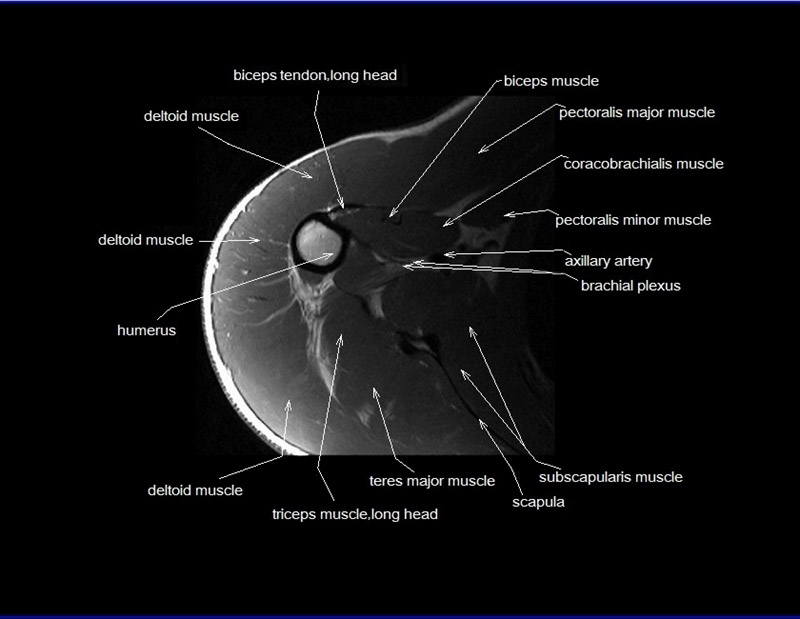 biceps tendon,long head
biceps muscle
deltoid muscle
pectoralis major muscle
coracobrachialis muscle
pectoralis minor muscle
deltoid muscle
axillary artery
brachial plexus
humerus
subscapularis muscle
teres major muscle
deltoid muscle
scapula
triceps muscle,long head